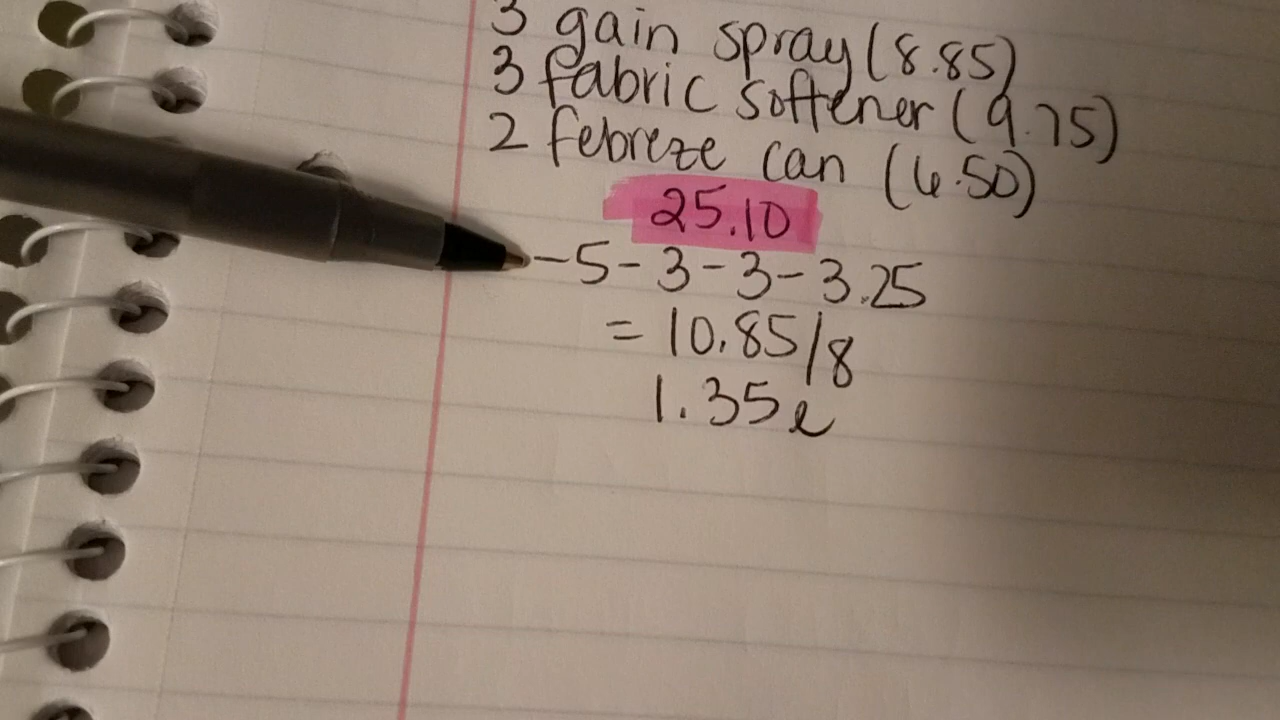 3 gain spray (8.85)
3 fabric softener (9.75)
2 febreze can (6.50)
25.10
-5-3-3-3.25
= 10.85/8
1.35e